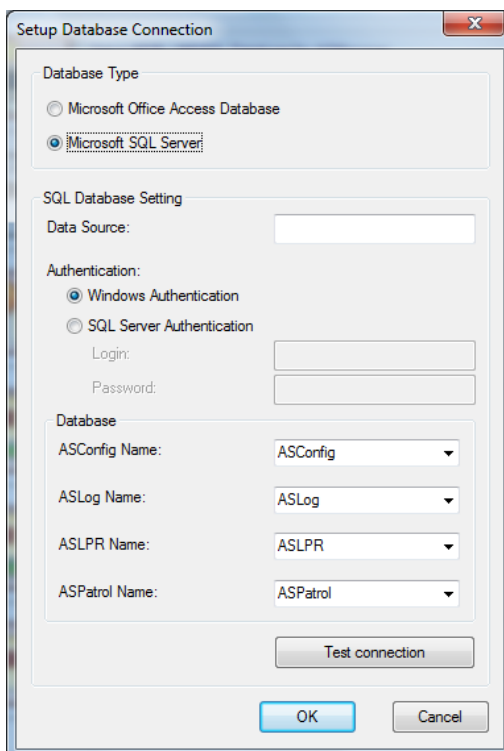 Setup Database Connection
Database Type
Microsoft Office Access Database
Microsoft SQL Server
SQL Database Setting
Data Source:
Authentication:
Windows Authentication
SQL Server Authentication
Login:
Password:
Database
ASConfig Name: ASConfig
ASLog Name: ASLog
ASLPR Name: ASLPR
ASPatrol Name: ASPatrol
Test connection
OK Cancel